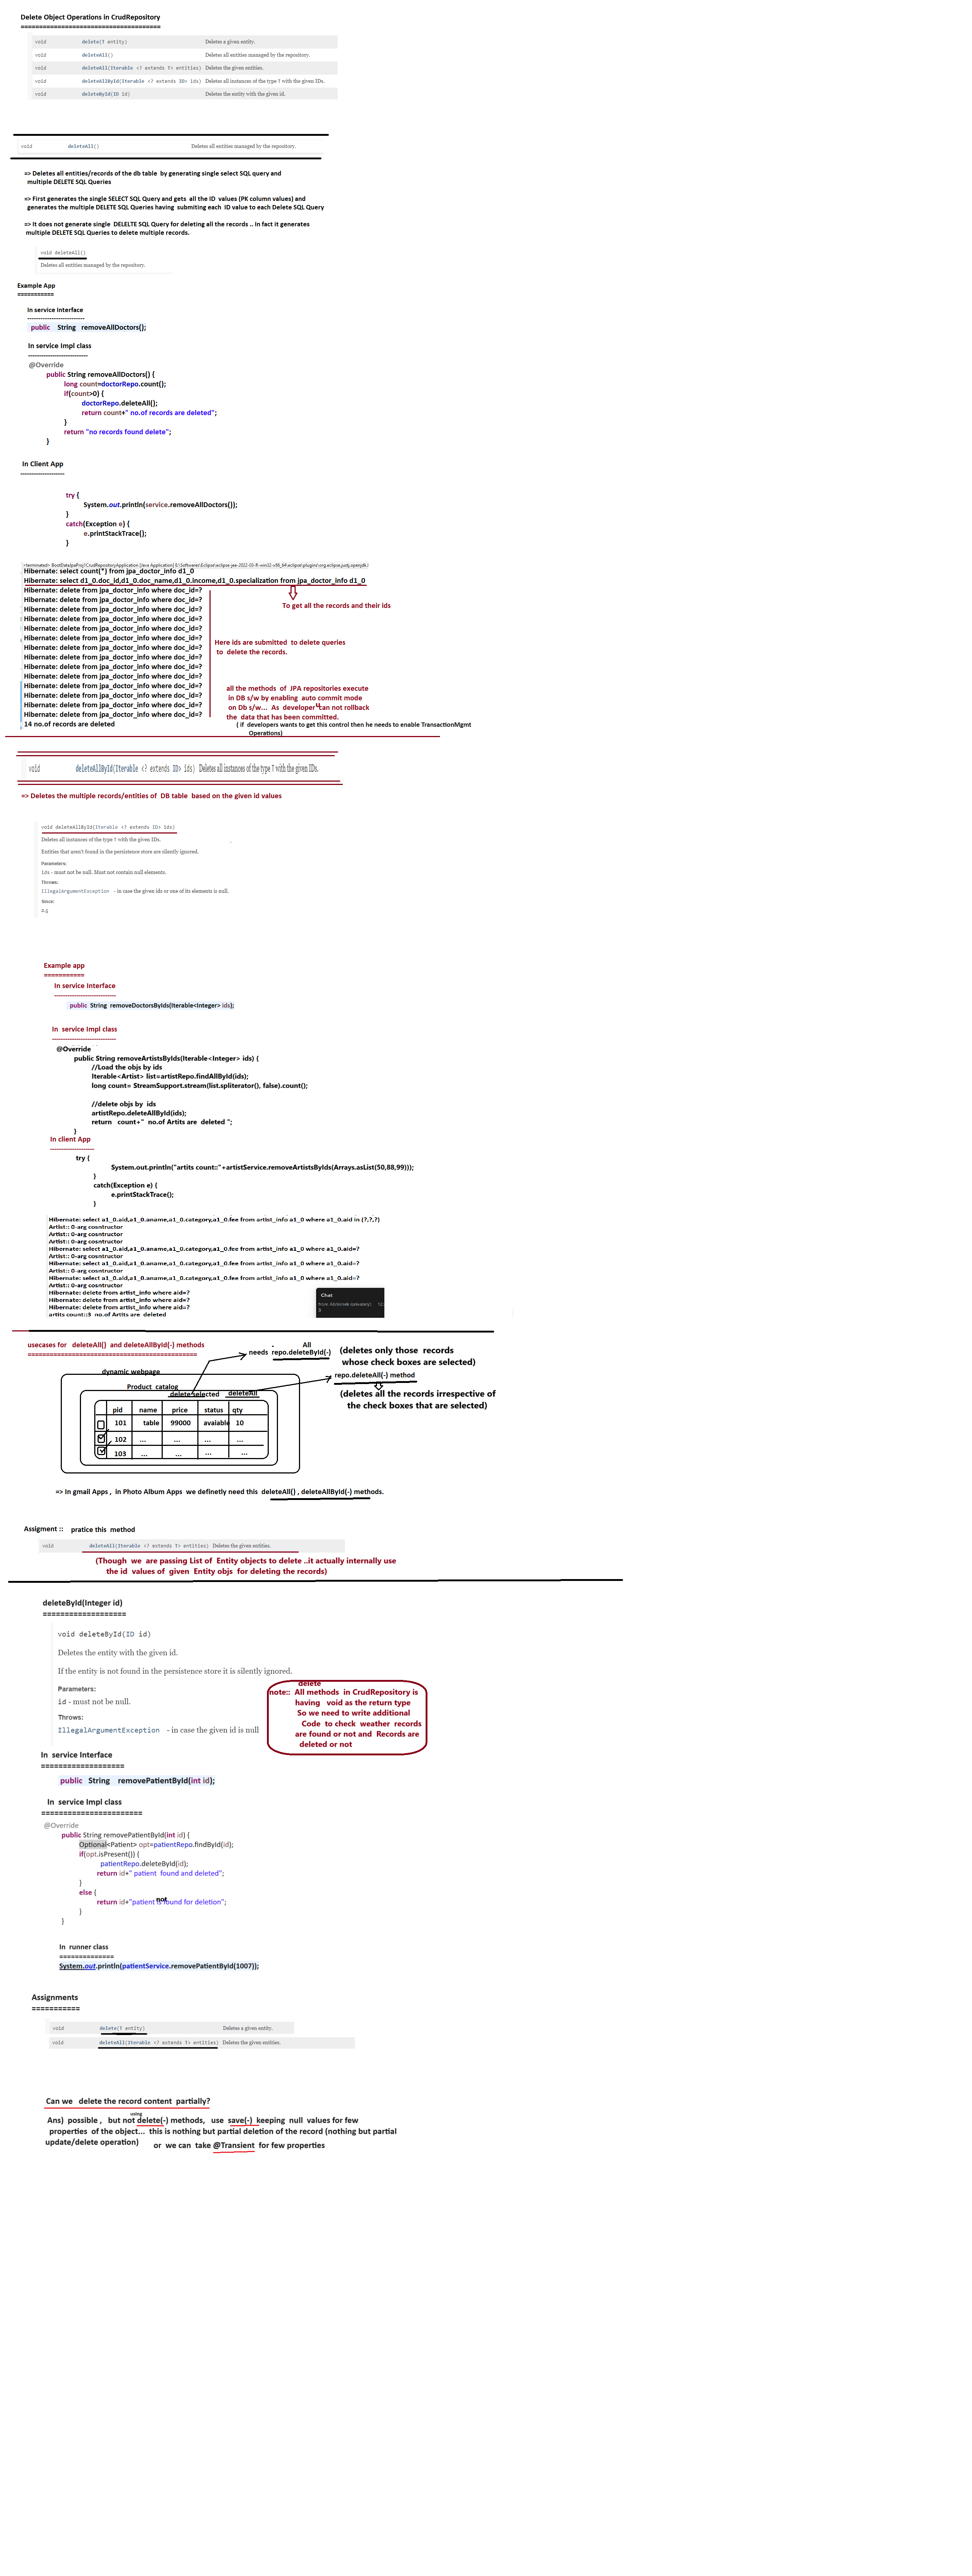 Delete Object Operations in CrudRepository
=====================================
void delete(T entity) Deletes a given entity.
void deleteAll() Deletes all entities managed by the repository.
void deleteAll(Iterable <? extends T> entities) Deletes the given entities.
void deleteAllById(Iterable <? extends ID> ids) Deletes all instances of the type T with the given IDs.
void deleteById(ID id) Deletes the entity with the given id.
void deleteAll() Deletes all entities managed by the repository.
=> Deletes all entities/records of the db table by generating single select SQL query and
multiple DELETE SQL Queries
=> First generates the single SELECT SQL Query and gets all the ID values (PK column values) and
generates the multiple DELETE SQL Queries having submiting each ID value to each Delete SQL Query
=> It does not generate single DELELTE SQL Query for deleting all the records .. in fact it generates
multiple DELETE SQL Queries to delete multiple records.
void deleteAll()
Deletes all entities managed by the repository.
Example App
===========
In service Interface
--------------------------
public String removeAllDoctors();
In service Impl class
---------------------------
@Override
public String removeAllDoctors() {
long count=doctorRepo.count();
if(count>0) {
doctorRepo.deleteAll();
return count+" no.of records are deleted";
}
return "no records found delete";
}
In Client App
--------------------
try {
System.out.println(service.removeAllDoctors());
}
catch(Exception e) {
e.printStackTrace();
}
Hibernate: select count(*) from jpa_doctor_info d1_0
Hibernate: select d1_0.doc_id,d1_0.doc_name,d1_0.income,d1_0.specialization from jpa_doctor_info d1_0
Hibernate: delete from jpa_doctor_info where doc_id=?
Hibernate: delete from jpa_doctor_info where doc_id=?
To get all the records and their ids
Hibernate: delete from jpa_doctor_info where doc_id=?
Hibernate: delete from jpa_doctor_info where doc_id=?
Hibernate: delete from jpa_doctor_info where doc_id=?
Hibernate: delete from jpa_doctor_info where doc_id=?
Here ids are submitted to delete queries
Hibernate: delete from jpa_doctor_info where doc_id=?
to delete the records.
Hibernate: delete from jpa_doctor_info where doc_id=?
Hibernate: delete from jpa_doctor_info where doc_id=?
Hibernate: delete from jpa_doctor_info where doc_id=?
Hibernate: delete from jpa_doctor_info where doc_id=?
all the methods of JPA repositories execute
Hibernate: delete from jpa_doctor_info where doc_id=?
in DB s/w by enabling auto commit mode
Hibernate: delete from jpa_doctor_info where doc_id=?
on Db s/w... As developer can not rollback
Hibernate: delete from jpa_doctor_info where doc_id=?
the data that has been committed.
14 no.of records are deleted
( if developers wants to get this control then he needs to enable TransactionMgmt
Operations)
void deleteAllById(Iterable <? extends ID> ids) Deletes all instances of the type T with the given IDs.
=> Deletes the multiple records/entities of DB table based on the given id values
void deleteAllById(Iterable <? extends ID> ids)
Deletes all instances of the type T with the given IDs.
Entities that aren't found in the persistence store are silently ignored.
Parameters:
ids - must not be null. Must not contain null elements.
Throws:
IllegalArgumentException - in case the given ids or one of its elements is null.
Since:
2.5
Example app
===========
In service Interface
----------------------------
public String removeDoctorsByIds(Iterable<Integer> ids);
In service Impl class
-----------------------------
@Override
public String removeArtistsByIds(Iterable<Integer> ids) {
//Load the objs by ids
Iterable<Artist> list=artistRepo.findAllById(ids);
long count= StreamSupport.stream(list.spliterator(), false).count();
//delete objs by ids
artistRepo.deleteAllById(ids);
return count+" no.of Artits are deleted ";
}
In client App
--------------------
try {
System.out.println("artits count::"+artistService.removeArtistsByIds(Arrays.asList(50,88,99)));
}
catch(Exception e) {
e.printStackTrace();
}
Hibernate: select a1_0.aid,a1_0.aname,a1_0.category,a1_0.fee from artist_info a1_0 where a1_0.aid in (?,?,?)
Artist:: 0-arg cosntructor
Artist:: 0-arg cosntructor
Artist:: 0-arg cosntructor
Hibernate: select a1_0.aid,a1_0.aname,a1_0.category,a1_0.fee from artist_info a1_0 where a1_0.aid=?
Artist:: 0-arg cosntructor
Hibernate: select a1_0.aid,a1_0.aname,a1_0.category,a1_0.fee from artist_info a1_0 where a1_0.aid=?
Artist:: 0-arg cosntructor
Hibernate: select a1_0.aid,a1_0.aname,a1_0.category,a1_0.fee from artist_info a1_0 where a1_0.aid=?
Artist:: 0-arg cosntructor
Hibernate: delete from artist_info where aid=?
Hibernate: delete from artist_info where aid=?
Hibernate: delete from artist_info where aid=?
artits count::3 no.of Artits are deleted
Chat
3
usecases for deleteAll() and deleteAllById(-) methods
=============================================
All
needs repo.deleteById(-)
(deletes only those records
whose check boxes are selected)
repo.deleteAll(-) method
(deletes all the records irrespective of
the check boxes that are selected)
dynamic webpage
Product catalog
delete selected deleteAll
pid name price status qty
101 table 99000 avaiable 10
102 ... ... ... ...
103 ... ... ... ...
=> In gmail Apps , in Photo Album Apps we definetly need this deleteAll() , deleteAllById(-) methods.
Assigment :: pratice this method
void deleteAll(Iterable <? extends T> entities) Deletes the given entities.
(Though we are passing List of Entity objects to delete ..it actually internally use
the id values of given Entity objs for deleting the records)
deleteById(Integer id)
===================
void deleteById(ID id)
Deletes the entity with the given id.
If the entity is not found in the persistence store it is silently ignored.
Parameters:
id - must not be null.
Throws:
IllegalArgumentException - in case the given id is null
delete
note:: All methods in CrudRepository is
having void as the return type
So we need to write additional
Code to check weather records
are found or not and Records are
deleted or not
In service Interface
===================
public String removePatientById(int id);
In service Impl class
=======================
@Override
public String removePatientById(int id) {
Optional<Patient> opt=patientRepo.findById(id);
if(opt.isPresent()) {
patientRepo.deleteById(id);
return id+" patient found and deleted";
}
else {
not
return id+"patient is found for deletion";
}
}
In runner class
==============
System.out.println(patientService.removePatientById(1007));
Assignments
===========
void delete(T entity) Deletes a given entity.
void deleteAll(Iterable <? extends T> entities) Deletes the given entities.
Can we delete the record content partially?
using
Ans) possible , but not delete(-) methods, use save(-) keeping null values for few
properties of the object... this is nothing but partial deletion of the record (nothing but partial
update/delete operation) or we can take @Transient for few properties